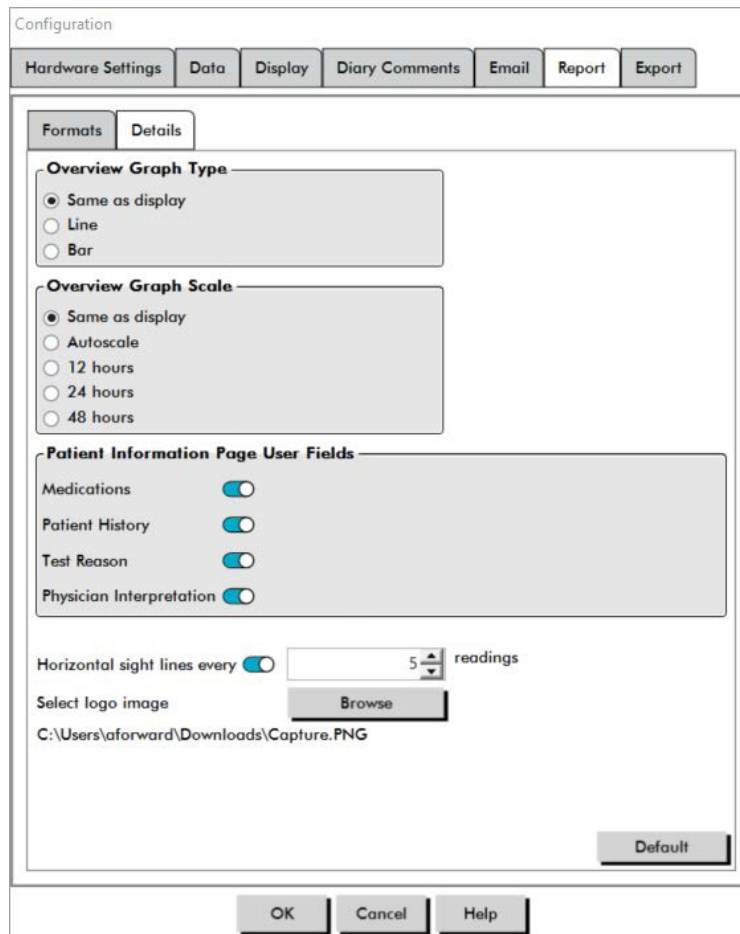 Configuration
Hardware Settings Data Display Diary Comments Email Report Export
Formats Details
Overview Graph Type
Same as display
Line
Bar
Overview Graph Scale
Same as display
Autoscale
12 hours
24 hours
48 hours
Patient Information Page User Fields
Medications
Patient History
Test Reason
Physician Interpretation
Horizontal sight lines every 5 readings
Select logo image Browse
C:\Users\aforward\Downloads\Capture.PNG
Default
OK Cancel Help